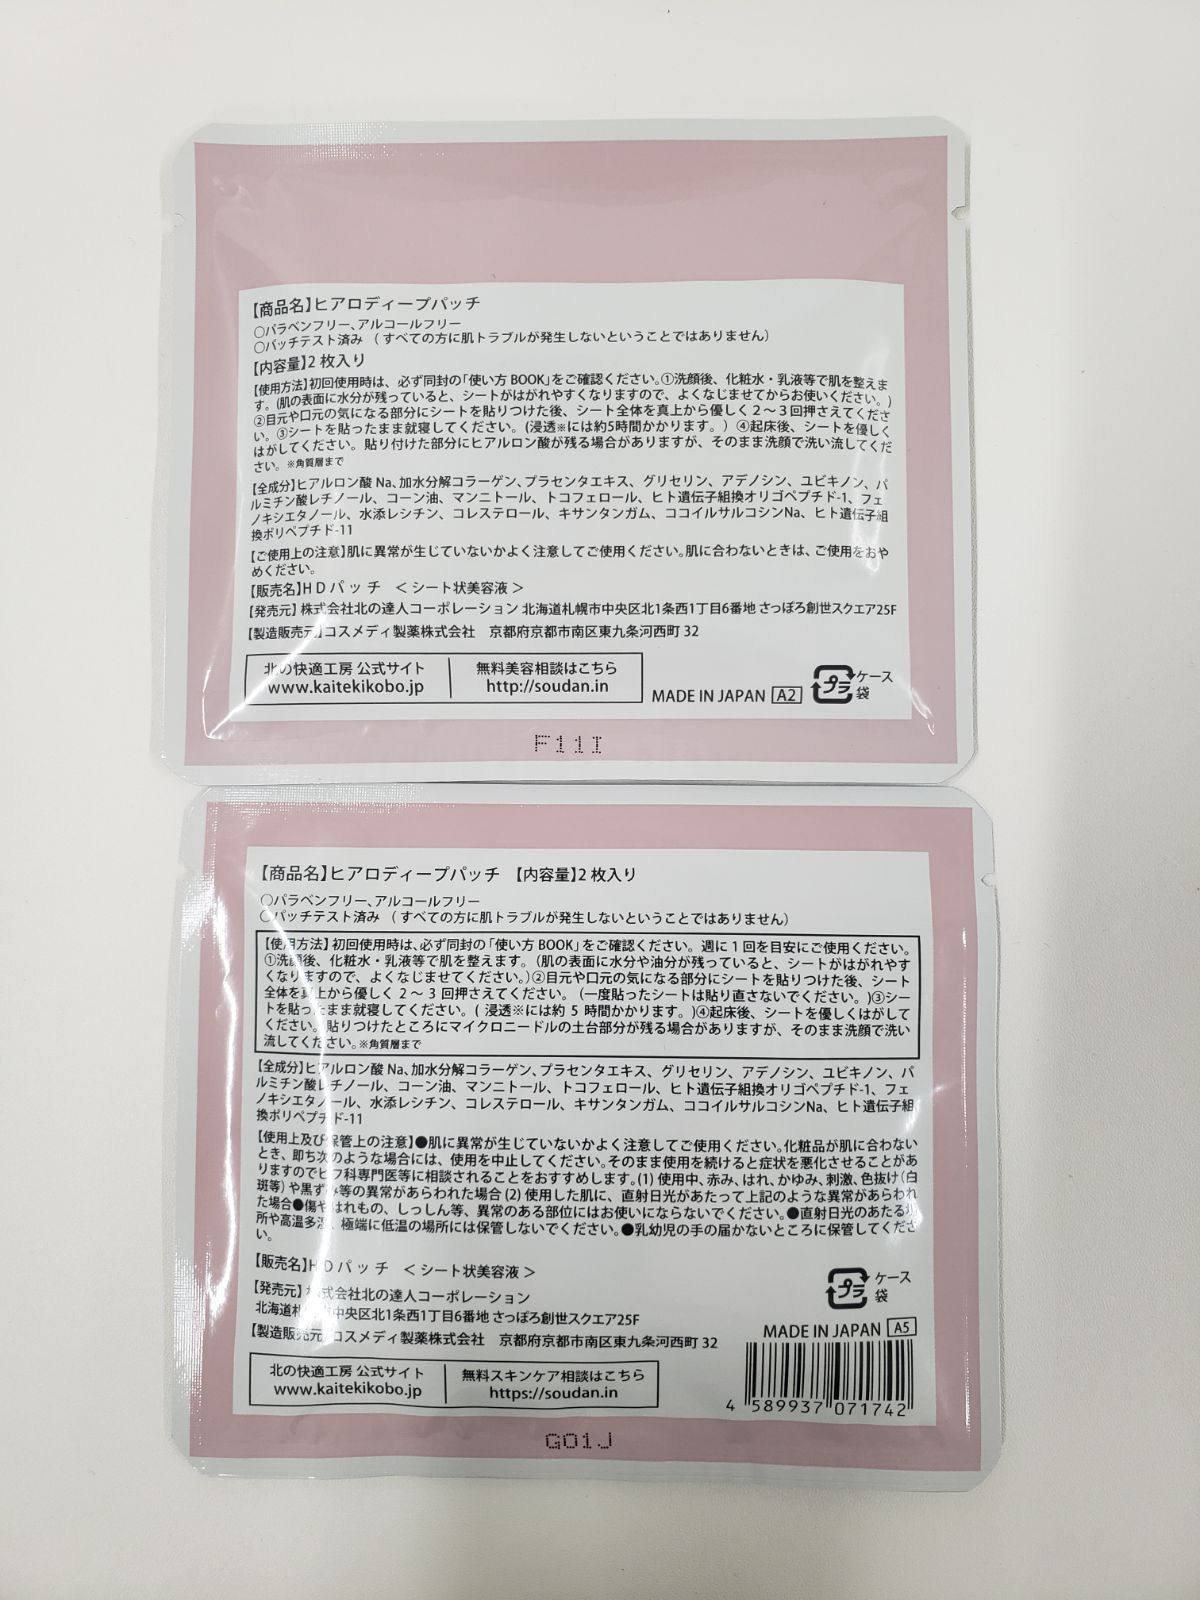 【商品名】ヒアロディープパッチ
○パラベンフリー、アルコールフリー
○パッチテスト済み （すべての方に肌トラブルが発生しないということではありません）
【内容量】2 枚入り
【使用方法】初回使用時は、必ず同封の「使い方 BOOK」をご確認ください。①洗顔後、化粧水・乳液等で肌を整えま
す。(肌の表面に水分が残っていると、シートがはがれやすくなりますので、よくなじませてからお使いください。)
②目元や口元の気になる部分にシートを貼りつけた後、シート全体を真上から優しく 2 ～ 3 回押さえてくださ
い。③シートを貼ったまま就寝してください。(浸透※には約5時間かかります。) ④起床後、シートを優しく
はがしてください。貼り付けた部分にヒアルロン酸が残る場合がありますが、そのまま洗顔で洗い流してくだ
さい。※角質層まで
【全成分】ヒアルロン酸 Na、加水分解コラーゲン、プラセンタエキス、グリセリン、アデノシン、ユビキノン、パ
ルミチン酸レチノール、コーン油、マンニトール、トコフェロール、ヒト遺伝子組換オリゴペプチド-1、フェ
ノキシエタノール、水添レシチン、コレステロール、キサンタンガム、ココイルサルコシンNa、ヒト遺伝子組
換ポリペプチド-11
【ご使用上の注意】肌に異常が生じていないかよく注意してご使用ください。肌に合わないときは、ご使用をおや
めください。
【販売名】H D パ ッ チ ＜ シート状美容液 ＞
【発売元】 株式会社北の達人コーポレーション 北海道札幌市中央区北1条西1丁目6番地 さっぽろ創世スクエア25F
【製造販売元】コスメディ製薬株式会社 京都府京都市南区東九条河西町 32
北の快適工房 公式サイト
www.kaitekikobo.jp
無料美容相談はこちら
http://soudan.in
MADE IN JAPAN A2
プラ
ケース
袋
F11I
【商品名】ヒアロディープパッチ 【内容量】2 枚入り
○パラベンフリー、アルコールフリー
○パッチテスト済み （すべての方に肌トラブルが発生しないということではありません）
【使用方法】初回使用時は、必ず同封の「使い方 BOOK」をご確認ください。週に 1 回を目安にご使用ください。
①洗顔後、化粧水・乳液等で肌を整えます。（肌の表面に水分や油分が残っていると、シートがはがれやす
くなりますので、よくなじませてください。）②目元や口元の気になる部分にシートを貼りつけた後、シート
全体を真上から優しく 2 ～ 3 回押さえてください。（一度貼ったシートは貼り直さないでください。)③シー
トを貼ったまま就寝してください。( 浸透※には約 5 時間かかります。)④起床後、シートを優しくはがして
ください。貼りつけたところにマイクロニードルの土台部分が残る場合がありますが、そのまま洗顔で洗い
流してください。※角質層まで
【全成分】ヒアルロン酸 Na、加水分解コラーゲン、プラセンタエキス、グリセリン、アデノシン、ユビキノン、パ
ルミチン酸レチノール、コーン油、マンニトール、トコフェロール、ヒト遺伝子組換オリゴペプチド-1、フェ
ノキシエタノール、水添レシチン、コレステロール、キサンタンガム、ココイルサルコシンNa、ヒト遺伝子組
換ポリペプチド-11
【使用上及び保管上の注意】●肌に異常が生じていないかよく注意してご使用ください。化粧品が肌に合わない
とき、即ち次のような場合には、使用を中止してください。そのまま使用を続けると症状を悪化させることがあ
りますのでヒフ科専門医等に相談されることをおすすめします。(1) 使用中、赤み、はれ、かゆみ、刺激、色抜け（白
斑等）や黒ずみ等の異常があらわれた場合 (2) 使用した肌に、直射日光があたって上記のような異常があらわれ
た場合●傷やはれもの、しっしん等、異常のある部位にはお使いにならないでください。●直射日光のあたる場
所や高温多湿、極端に低温の場所には保管しないでください。●乳幼児の手の届かないところに保管してくださ
い。
【販売名】H D パ ッ チ ＜ シート状美容液 ＞
【発売元】株式会社北の達人コーポレーション
北海道札幌市中央区北1条西1丁目6番地 さっぽろ創世スクエア25F
【製造販売元】コスメディ製薬株式会社 京都府京都市南区東九条河西町 32
プラ
ケース
袋
MADE IN JAPAN A5
北の快適工房 公式サイト
www.kaitekikobo.jp
無料スキンケア相談はこちら
https://soudan.in
4 589937 071742
G01J